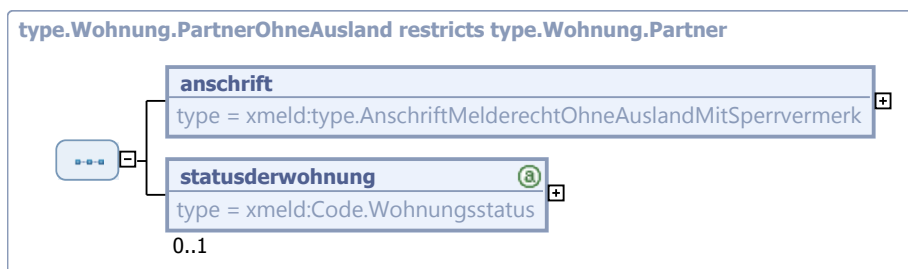 type.Wohnung.PartnerOhneAusland restricts type.Wohnung.Partner
anschrift
type = xmeld:type.AnschriftMelderechtOhneAuslandMitSperrvermerk
statusderwohnung a
type = xmeld:Code.Wohnungsstatus
0..1